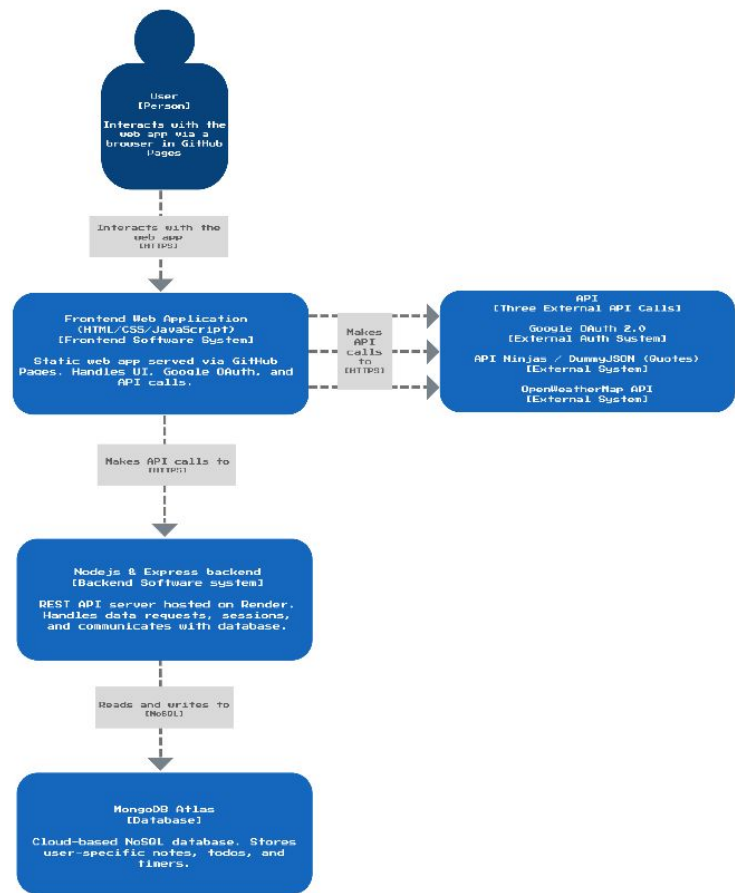 User
[Person]
Interacts with the
web app via a
browser in GitHub
Pages
Interacts with the
web app
[HTTPS]
Frontend Web Application
(HTML/CSS/JavaScript)
[Frontend Software System]
Static web app served via GitHub
Pages. Handles UI, Google OAuth, and
API calls.
Makes
API
calls
to
[HTTPS]
API
[Three External API Calls]
Google OAuth 2.0
[External Auth System]
API Ninjas / DummyJSON (Quotes)
[External System]
OpenWeatherMap API
[External System]
Makes API calls to
[HTTPS]
Nodejs & Express backend
[Backend Software system]
REST API server hosted on Render.
Handles data requests, sessions,
and communicates with database.
Reads and writes to
[NoSQL]
MongoDB Atlas
[Database]
Cloud-based NoSQL database. Stores
user-specific notes, todos, and
timers.